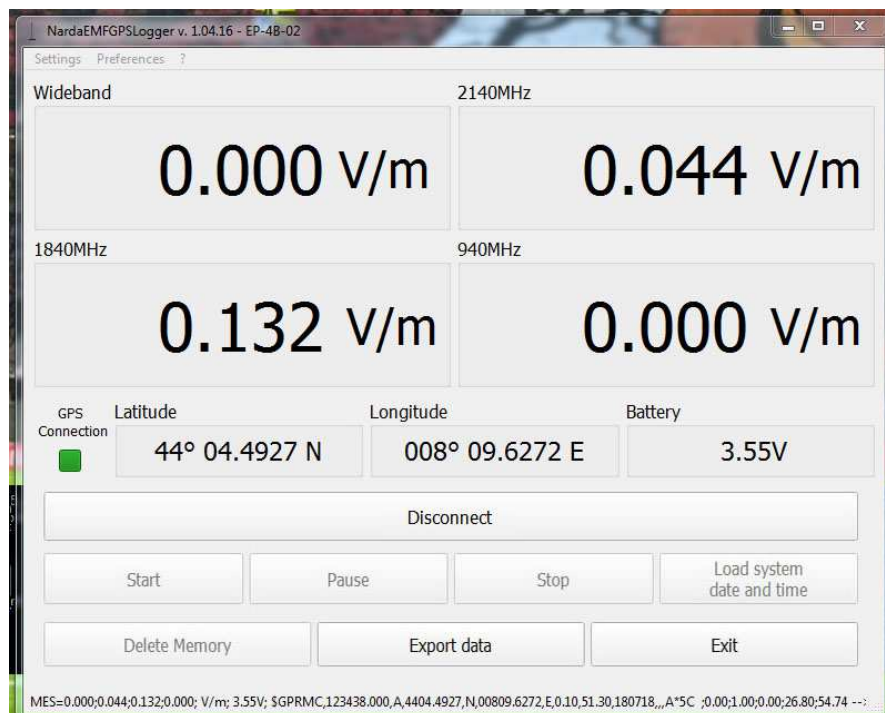 NardaEMFGPSLogger v. 1.04.16 - EP-4B-02
Settings Preferences ?
Wideband 2140MHz
0.000 V/m 0.044 V/m
1840MHz 940MHz
0.132 V/m 0.000 V/m
GPS Connection Latitude Longitude Battery
44º 04.4927 N 008º 09.6272 E 3.55V
Disconnect
Start Pause Stop Load system date and time
Delete Memory Export data Exit
MES=0.000;0.044;0.132;0.000; V/m; 3.55V; $GPRMC,123438.000,A,4404.4927,N,00809.6272,E,0.10,51.30,180718,,,A*5C ;0.00;1.00;0.00;26.80;54.74 --